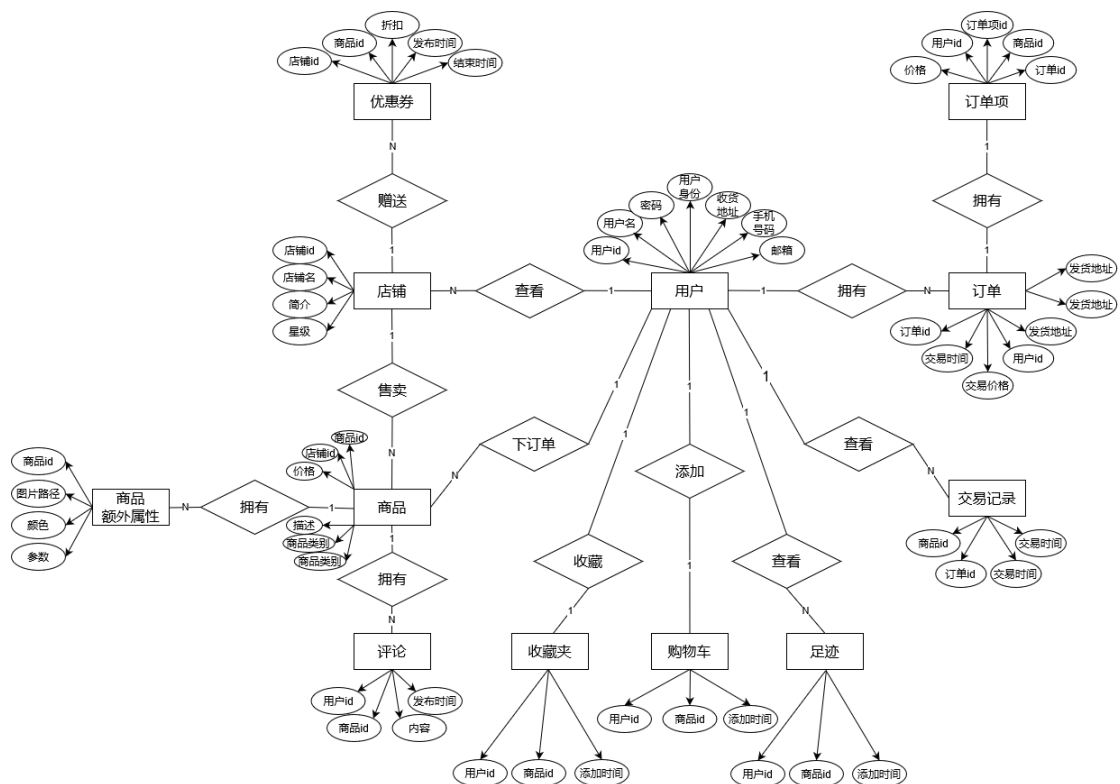 折扣
商品id
发布时间
店铺id
结束时间
优惠券
N
赠送
1
店铺id
店铺名
简介
星级
店铺
N
查看
1
1
售卖
N
订单项id
用户id
商品id
价格
订单id
订单项
1
拥有
1
用户
身份
密码
收货
地址
用户名
手机
号码
用户id
邮箱
用户
1
拥有
N
订单
发货地址
发货地址
订单id
发货地址
交易时间
用户id
交易价格
1
下订单
N
1
收藏
1
收藏夹
用户id
商品id
添加时间
1
添加
1
购物车
用户id
商品id
添加时间
1
查看
N
足迹
用户id
商品id
添加时间
1
查看
N
交易记录
商品id
交易时间
订单id
交易时间
商品id
店铺id
价格
商品
描述
商品类别
商品类别
1
拥有
N
商品
额外属性
商品id
图片路径
颜色
参数
1
拥有
N
评论
用户id
发布时间
商品id
内容